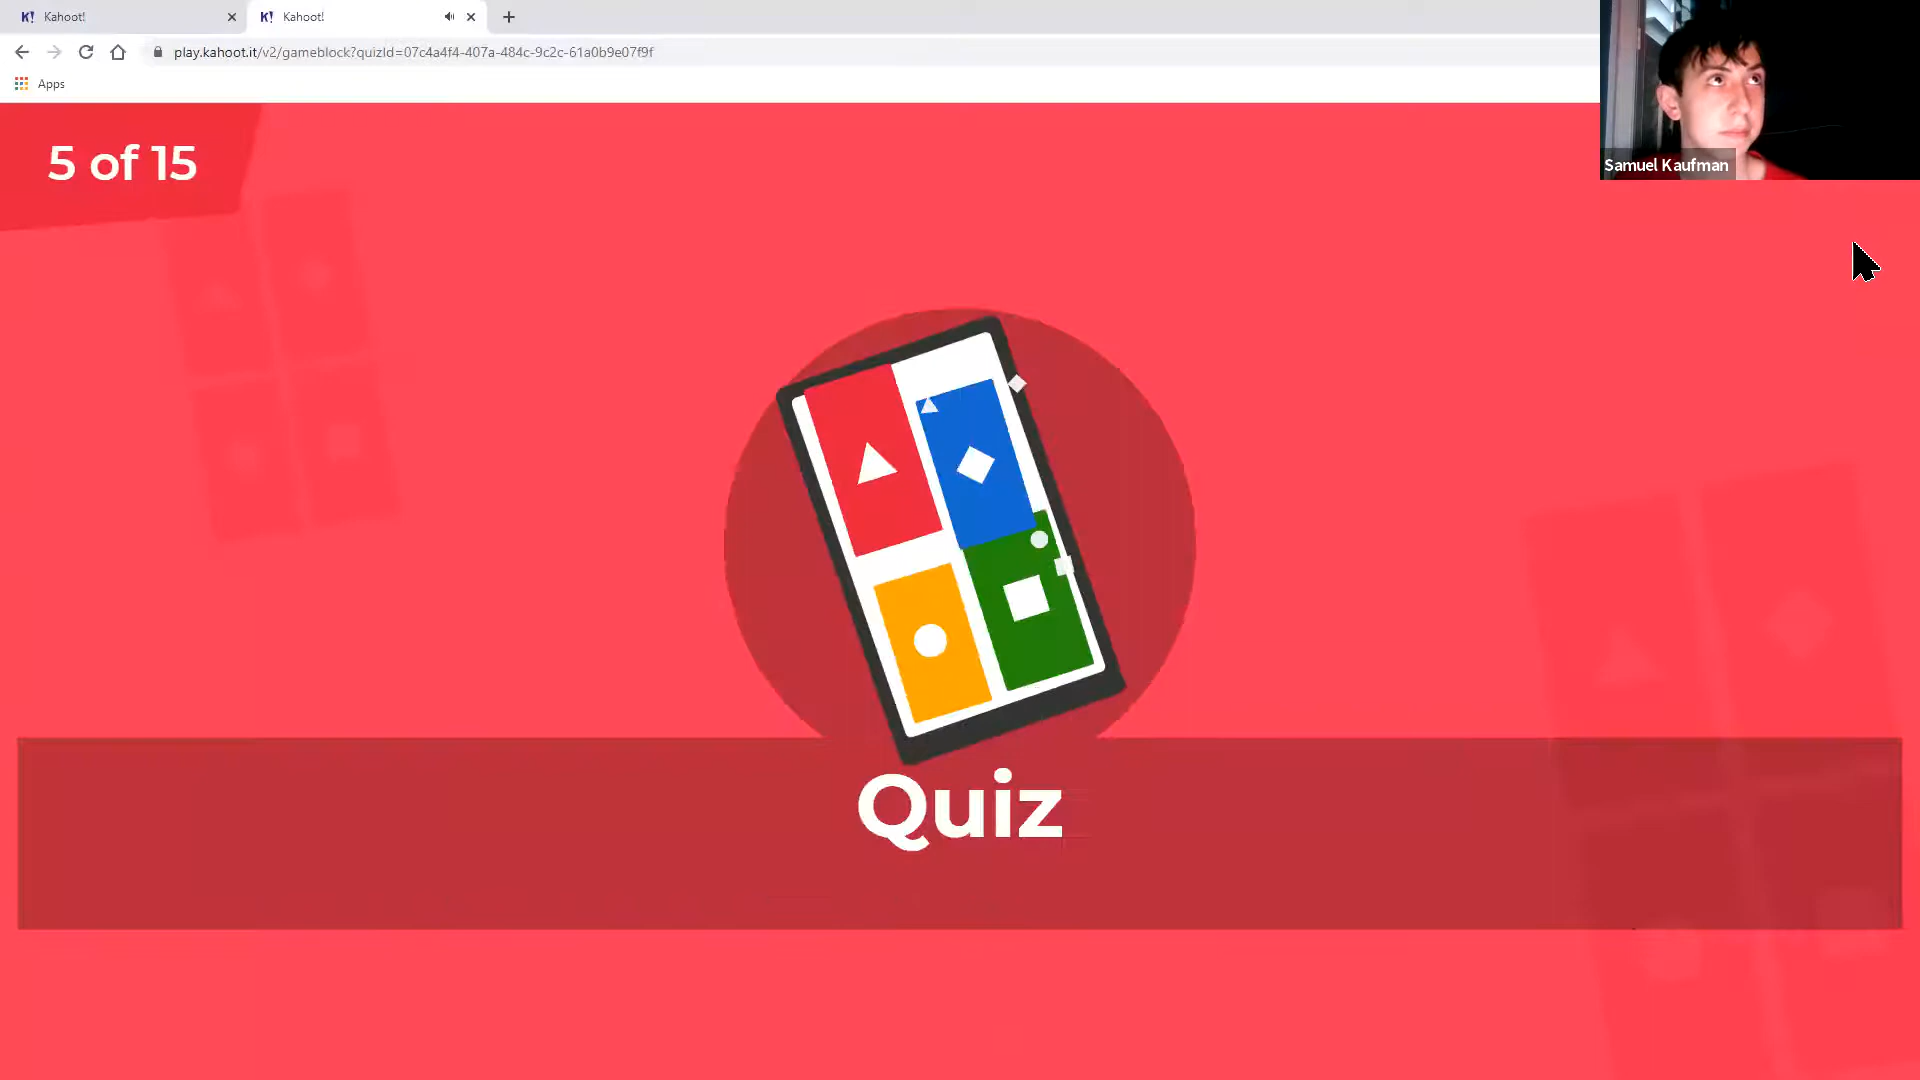 K! Kahoot!
K! Kahoot!
play.kahoot.it/v2/gameblock?quizId=07c4a4f4-407a-484c-9c2c-61a0b9e07f9f
Apps
Samuel Kaufman
5 of 15
Quiz